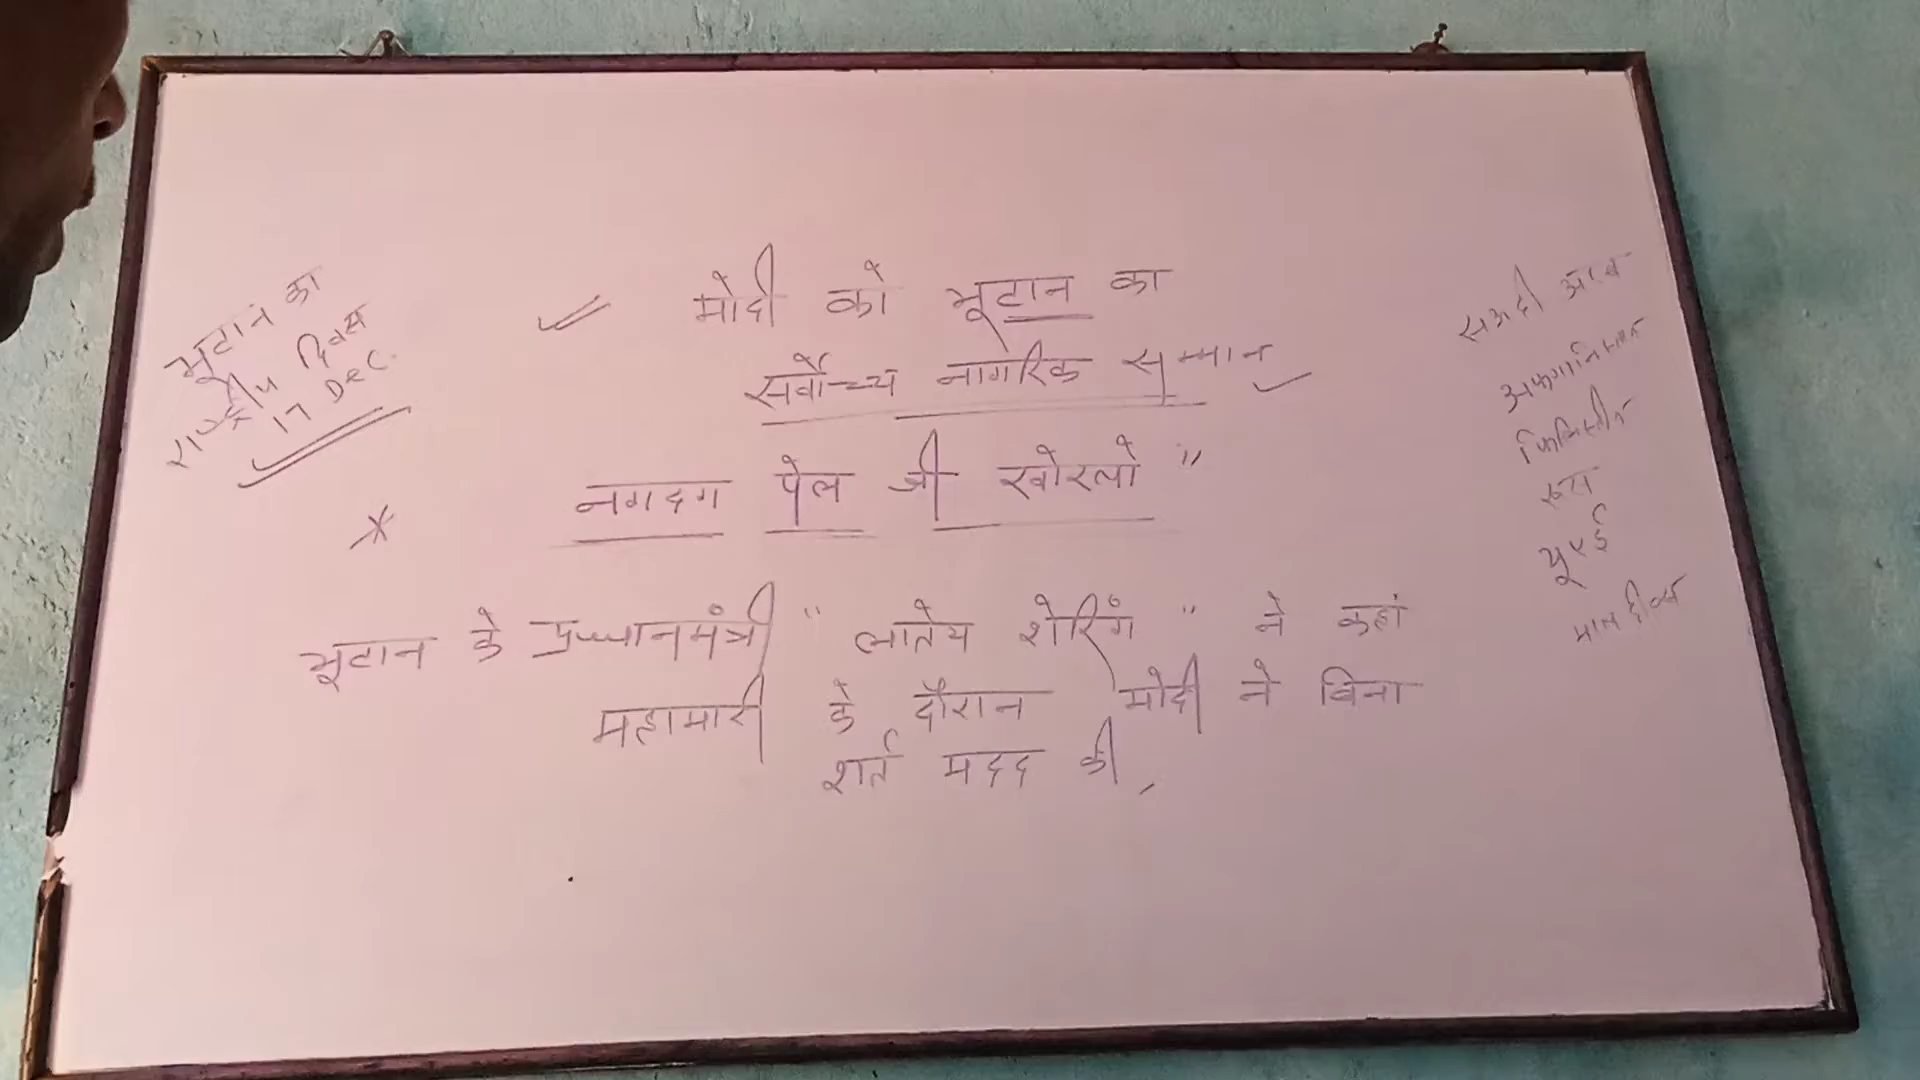 भूटान का
राष्ट्रीय दिवस
17 Dec.
मोदी को भूटान का
सर्वोच्च नागरिक सम्मान
नगदग पेल जी खोरलो "
भूटान के प्रधानमंत्री " लातेय शेरिंग " ने कहां
महामारी के दौरान मोदी ने बिना
शर्त मदद की,
सऊदी अरब
अफगानिस्तान
फिलिस्तीन
रूस
यूएई
मालदीव्स